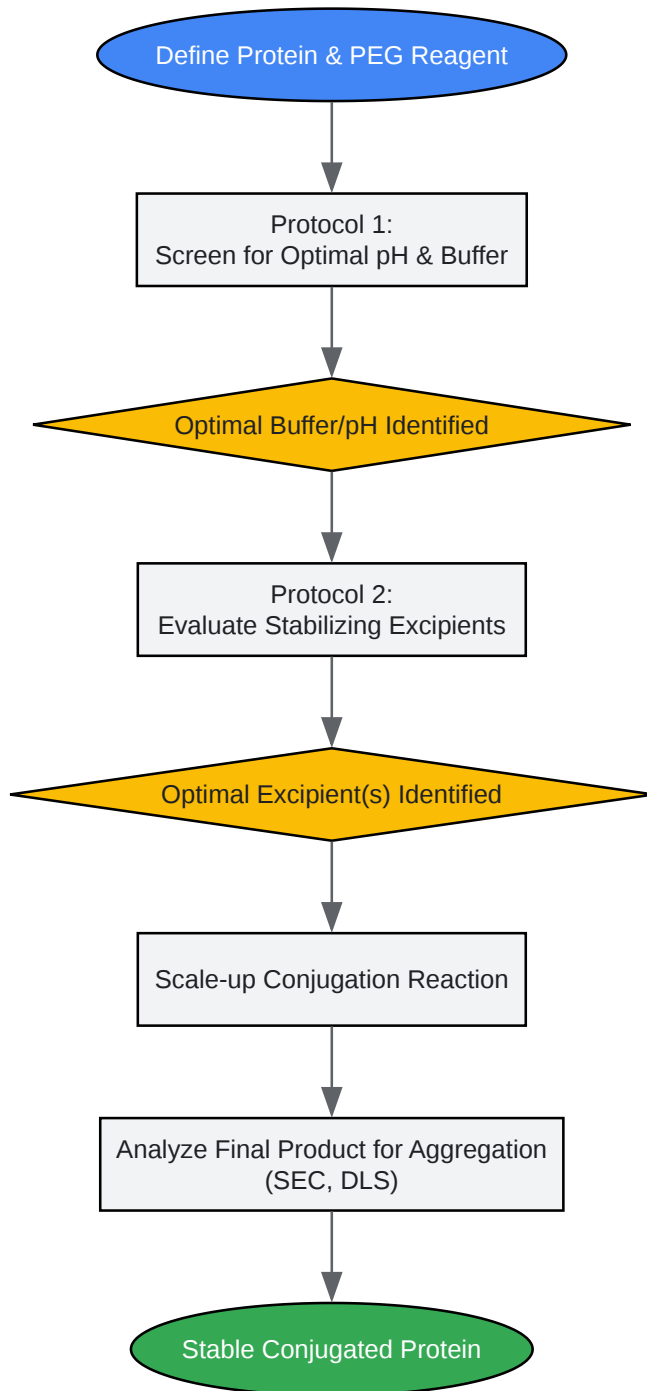 Define Protein & PEG Reagent
Protocol 1:
Screen for Optimal pH & Buffer
Optimal Buffer/pH Identified
Protocol 2:
Evaluate Stabilizing Excipients
Optimal Excipient(s) Identified
Scale-up Conjugation Reaction
Analyze Final Product for Aggregation
(SEC, DLS)
Stable Conjugated Protein